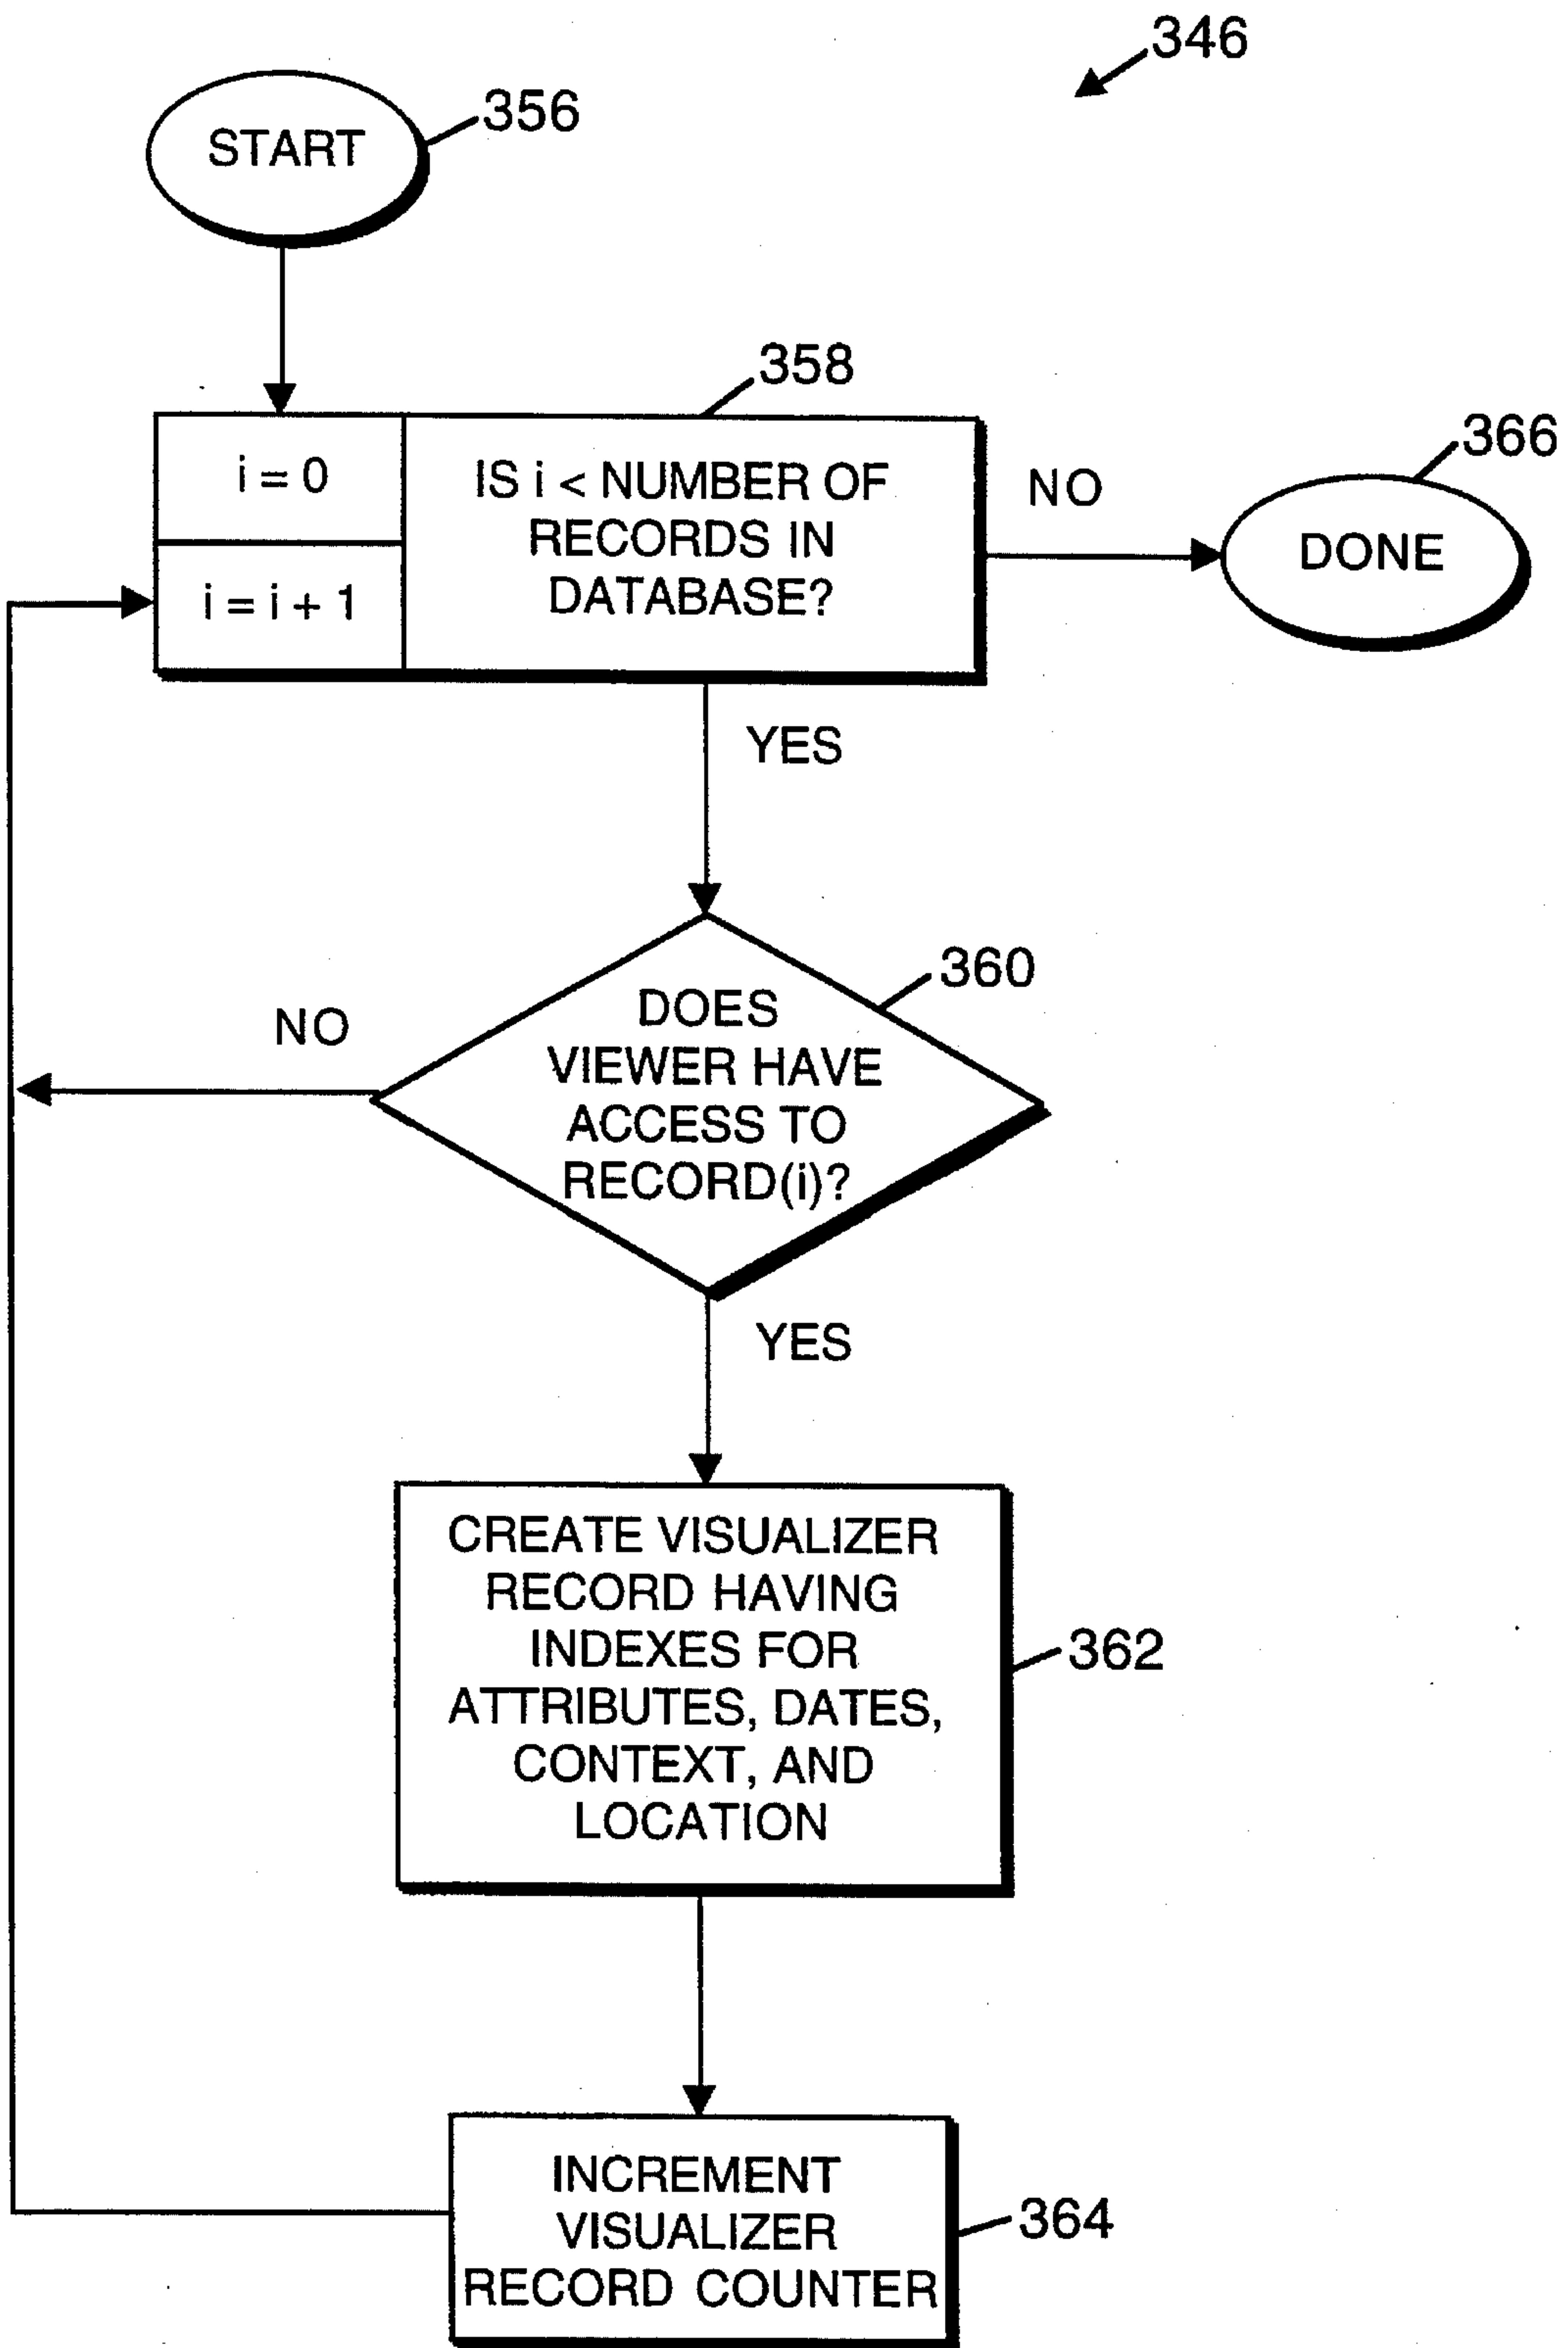 346
356
START
358
i = 0
IS i < NUMBER OF
RECORDS IN
DATABASE?
i = i + 1
NO
366
DONE
YES
360
DOES
VIEWER HAVE
ACCESS TO
RECORD(i)?
NO
YES
CREATE VISUALIZER
RECORD HAVING
INDEXES FOR
ATTRIBUTES, DATES,
CONTEXT, AND
LOCATION
362
INCREMENT
VISUALIZER
RECORD COUNTER
364